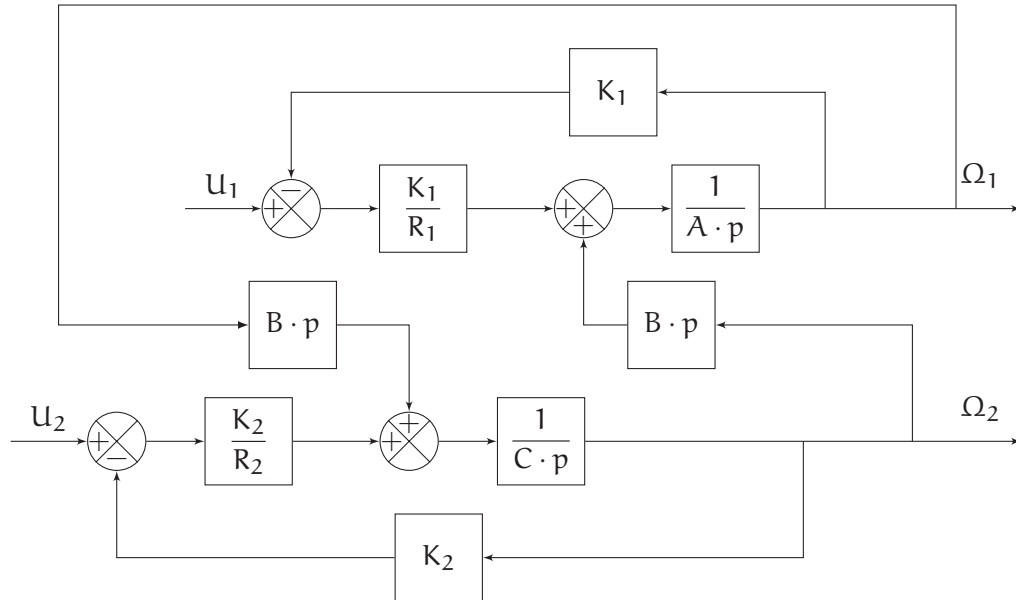 K₁
U₁
−
+
K₁
R₁
+
+
1
A · p
Ω₁
B · p
B · p
U₂
+
−
K₂
R₂
+
+
1
C · p
Ω₂
K₂